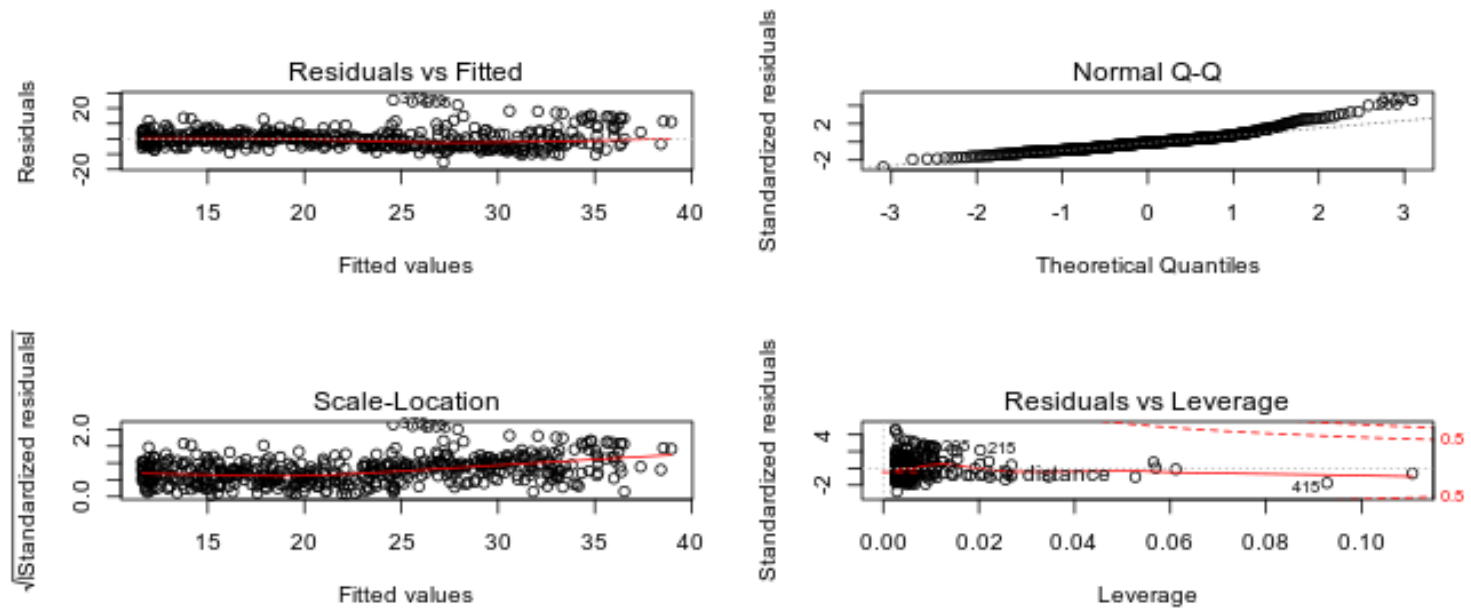 Residuals vs Fitted
Residuals
20
-20
15 20 25 30 35 40
Fitted values
Normal Q-Q
Standardized residuals
2
-2
-3 -2 -1 0 1 2 3
Theoretical Quantiles
Scale-Location
√|Standardized residuals|
2.0
0.0
15 20 25 30 35 40
Fitted values
Residuals vs Leverage
Standardized residuals
4
-2
215
distance
415
0.5
0.5
0.00 0.02 0.04 0.06 0.08 0.10
Leverage